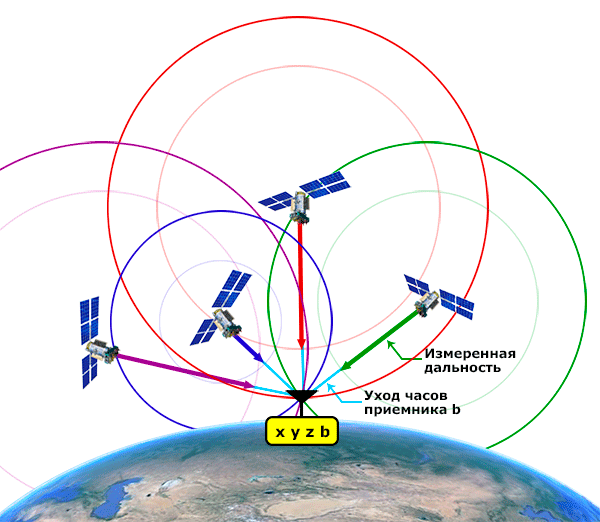 Измеренная
дальность
Уход часов
приемника b
x y z b